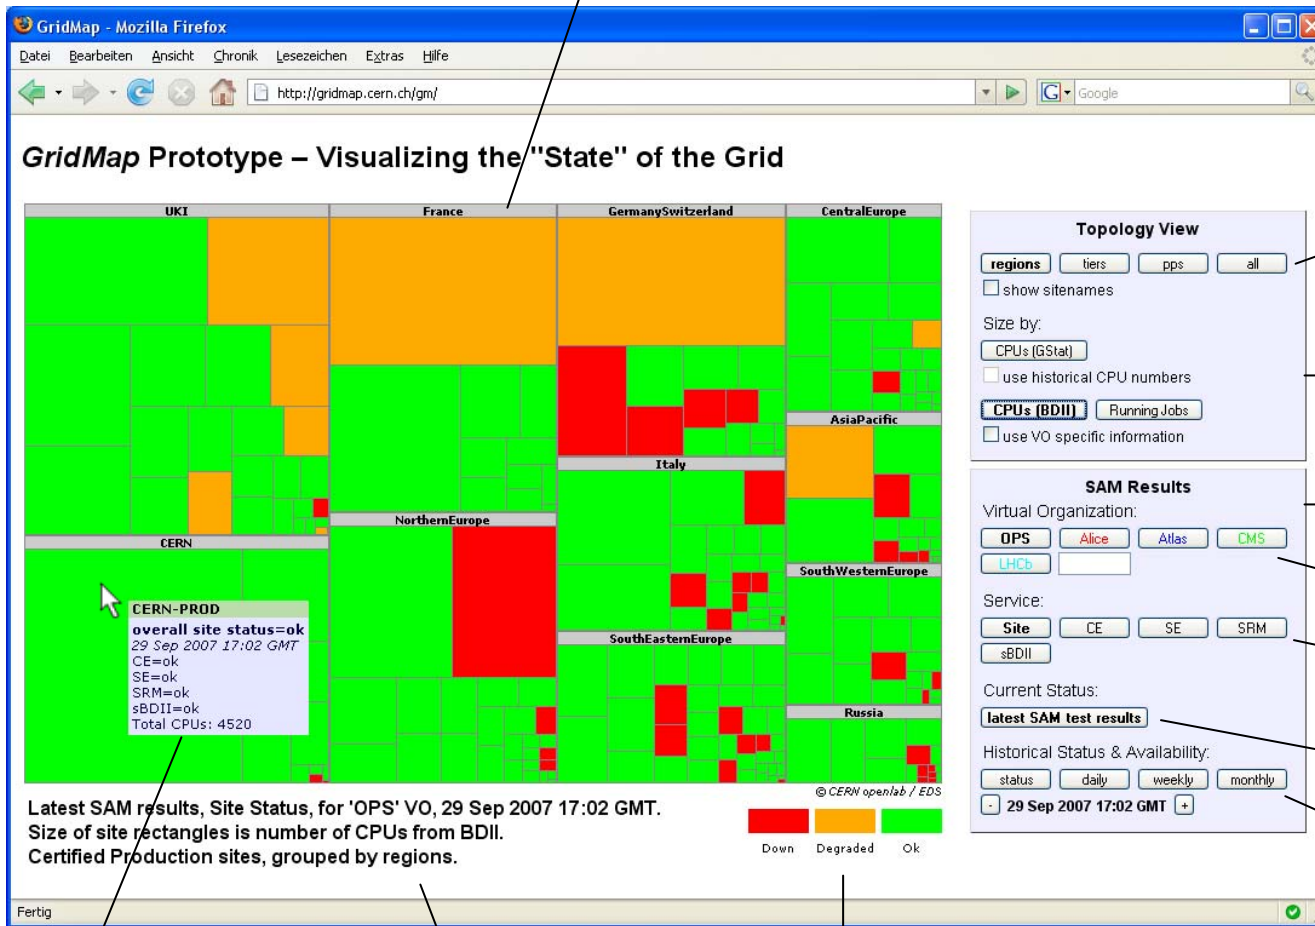 GridMap - Mozilla Firefox
Datei Bearbeiten Ansicht Chronik Lesezeichen Extras Hilfe
http://gridmap.cern.ch/gm/
G Google
GridMap Prototype – Visualizing the "State" of the Grid
UKI
France
GermanySwitzerland
CentralEurope
AsiaPacific
Italy
NorthernEurope
CERN
SouthWesternEurope
SouthEasternEurope
Russia
CERN-PROD
overall site status=ok
29 Sep 2007 17:02 GMT
CE=ok
SE=ok
SRM=ok
sBDII=ok
Total CPUs: 4520
© CERN openlab / EDS
Latest SAM results, Site Status, for 'OPS' VO, 29 Sep 2007 17:02 GMT.
Size of site rectangles is number of CPUs from BDII.
Certified Production sites, grouped by regions.
Down Degraded Ok
Topology View
regions tiers pps all
show sitenames
Size by:
CPUs (GStat)
use historical CPU numbers
CPUs (BDII) Running Jobs
use VO specific information
SAM Results
Virtual Organization:
OPS Alice Atlas CMS
LHCb
Service:
Site CE SE SRM
sBDII
Current Status:
latest SAM test results
Historical Status & Availability:
status daily weekly monthly
- 29 Sep 2007 17:02 GMT +
Fertig